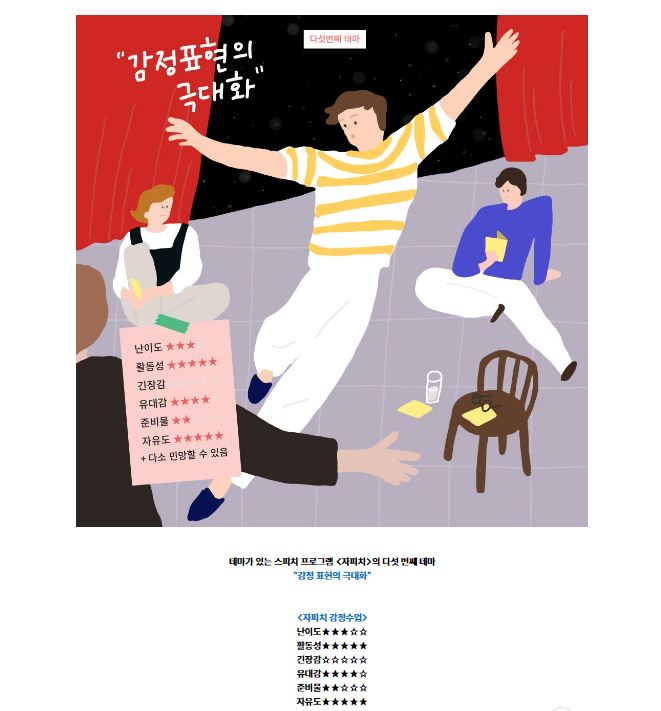 다섯번째 테마
"감정표현의
극대화"
난이도 ★★★☆☆
활동성 ★★★★★
긴장감 ☆☆☆☆☆
유대감 ★★★★☆
준비물 ★★☆☆☆
자유도 ★★★★★
+ 다소 민망할 수 있음
테마가 있는 스피치 프로그램 <자피치>의 다섯 번째 테마
"감정 표현의 극대화"
<자피치 감정수업>
난이도★★★☆☆
활동성★★★★★
긴장감☆☆☆☆☆
유대감★★★★☆
준비물★★☆☆☆
자유도★★★★★